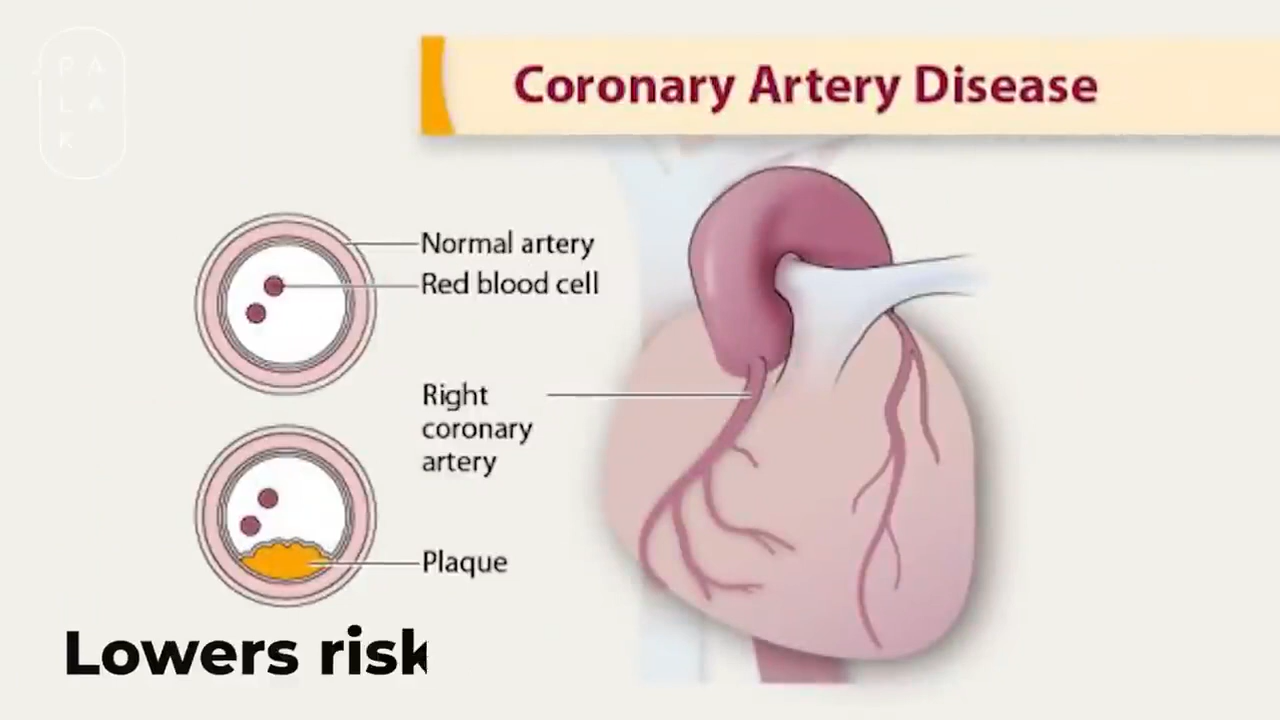 P A
L A
K
Coronary Artery Disease
Normal artery
Red blood cell
Right
coronary
artery
Plaque
Lowers risk